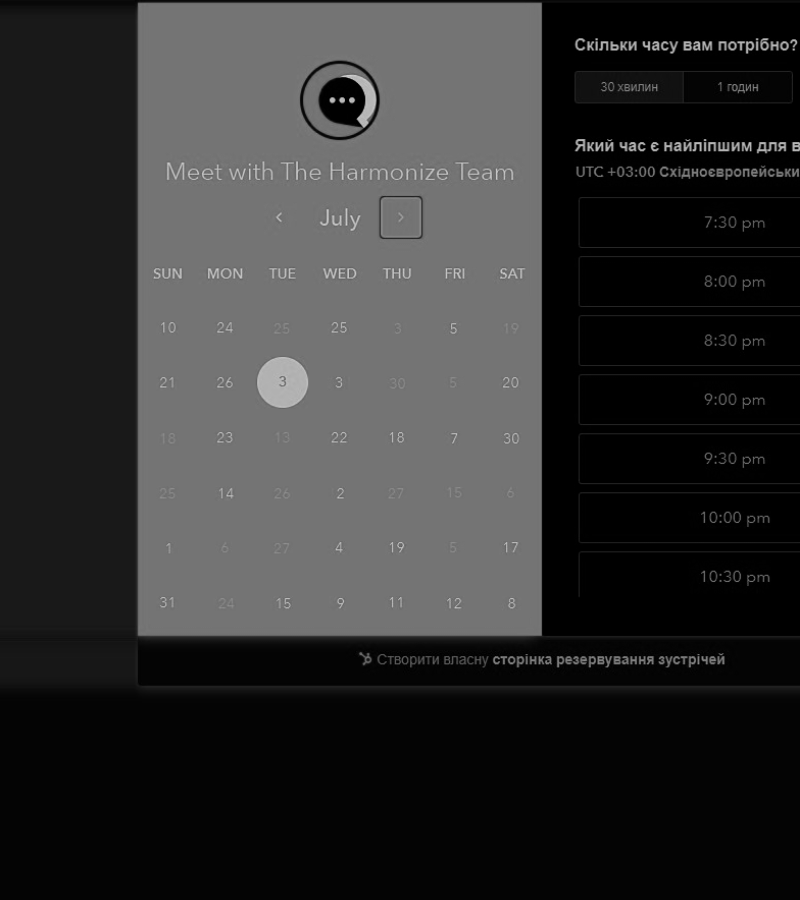 Meet with The Harmonize Team
July
SUN MON TUE WED THU FRI SAT
10 24 25 25 3 5 19
21 26 3 3 30 5 20
18 23 13 22 18 7 30
25 14 26 2 27 15 6
1 6 27 4 19 5 17
31 24 15 9 11 12 8
Скільки часу вам потрібно?
30 хвилин 1 годин
Який час є найліпшим для в
UTC +03:00 Східноєвропейськи
7:30 pm
8:00 pm
8:30 pm
9:00 pm
9:30 pm
10:00 pm
10:30 pm
Створити власну сторінка резервування зустрічей